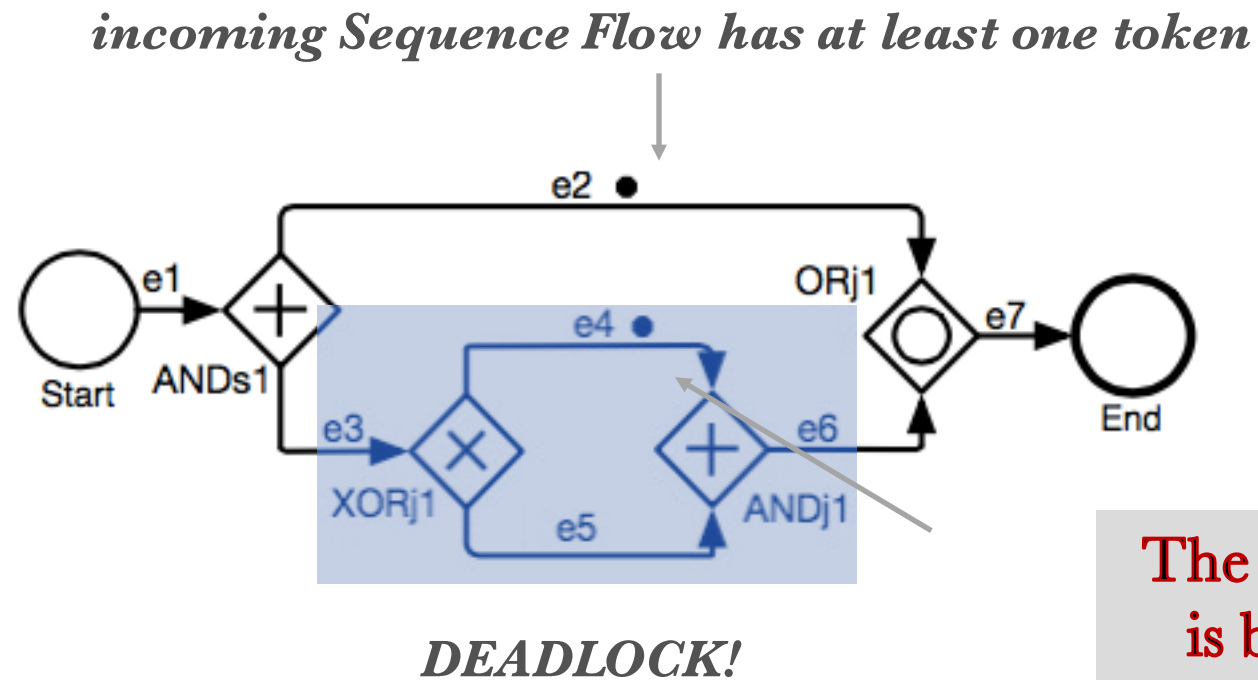 incoming Sequence Flow has at least one token
e2
e1
ORj1
e4
e7
Start
ANDs1
e3
e6
End
XORj1
e5
ANDj1
The
is b
DEADLOCK!